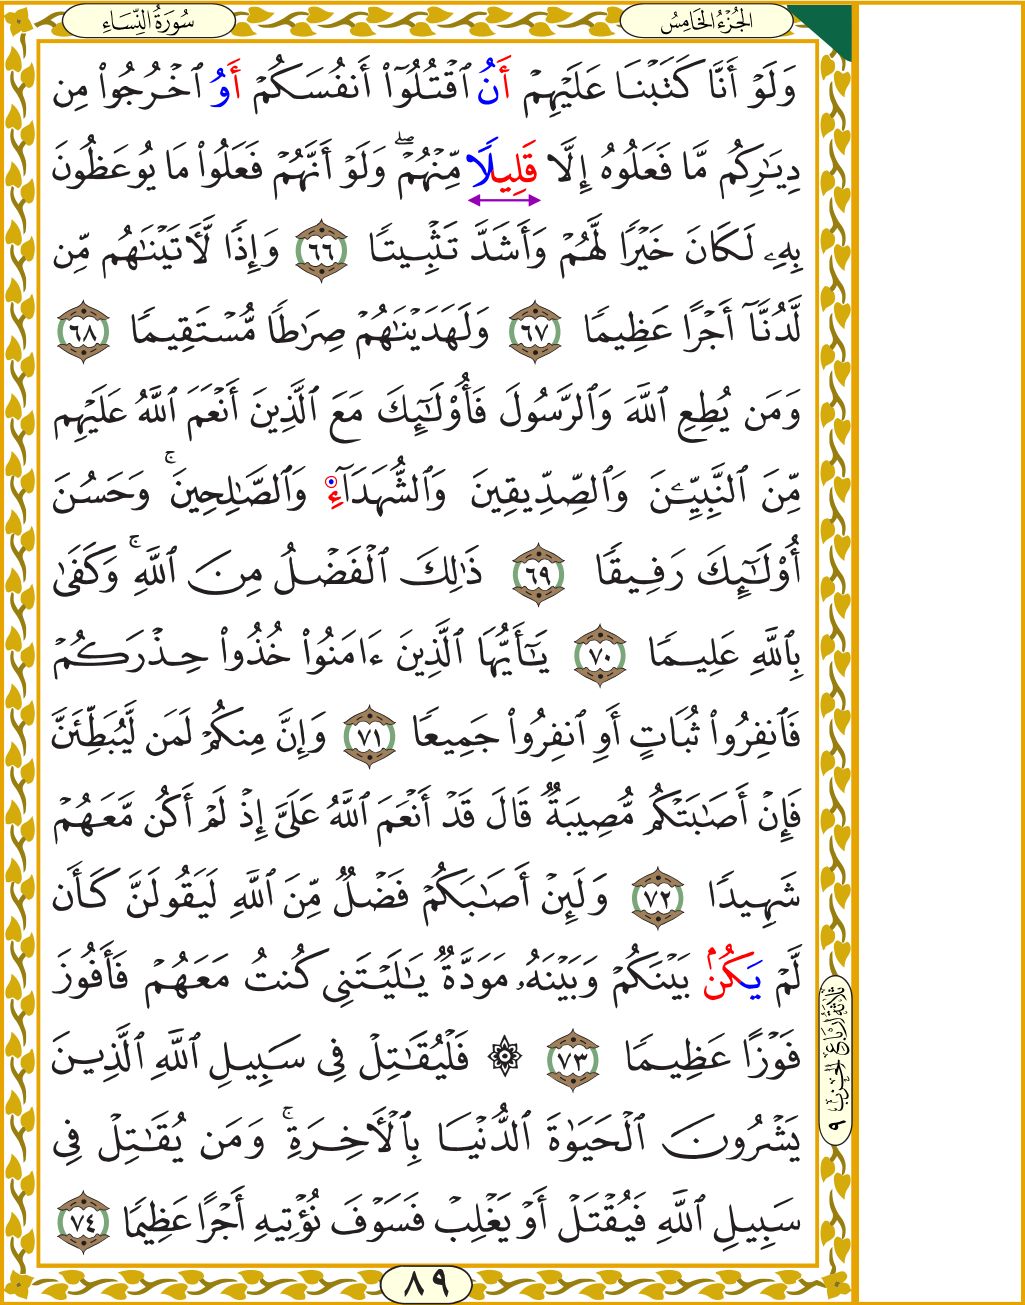 الجُزْءُ الخَامِسُ
سُورَةُ النِّسَاءِ
وَلَوۡ أَنَّا كَتَبۡنَا عَلَيۡهِمۡ أَنُ ٱقۡتُلُوٓاْ أَنفُسَكُمۡ أَوُ ٱخۡرُجُواْ مِن
دِيَٰرِكُم مَّا فَعَلُوهُ إِلَّا قَلِيلٗا مِّنۡهُمۡۖ وَلَوۡ أَنَّهُمۡ فَعَلُواْ مَا يُوعَظُونَ
بِهِۦ لَكَانَ خَيۡرٗا لَّهُمۡ وَأَشَدَّ تَثۡبِيتٗا ٦٦ وَإِذٗا لَّأٓتَيۡنَٰهُم مِّن
لَّدُنَّآ أَجۡرًا عَظِيمٗا ٦٧ وَلَهَدَيۡنَٰهُمۡ صِرَٰطٗا مُّسۡتَقِيمٗا ٦٨
وَمَن يُطِعِ ٱللَّهَ وَٱلرَّسُولَ فَأُوْلَٰٓئِكَ مَعَ ٱلَّذِينَ أَنۡعَمَ ٱللَّهُ عَلَيۡهِم
مِّنَ ٱلنَّبِيِّـۧنَ وَٱلصِّدِّيقِينَ وَٱلشُّهَدَآءِ وَٱلصَّٰلِحِينَۚ وَحَسُنَ
أُوْلَٰٓئِكَ رَفِيقٗا ٦٩ ذَٰلِكَ ٱلۡفَضۡلُ مِنَ ٱللَّهِۚ وَكَفَىٰ
بِٱللَّهِ عَلِيمٗا ٧٠ يَٰٓأَيُّهَا ٱلَّذِينَ ءَامَنُواْ خُذُواْ حِذۡرَكُمۡ
فَٱنفِرُواْ ثُبَاتٍ أَوِ ٱنفِرُواْ جَمِيعٗا ٧١ وَإِنَّ مِنكُمۡ لَمَن لَّيُبَطِّئَنَّ
فَإِنۡ أَصَٰبَتۡكُم مُّصِيبَةٞ قَالَ قَدۡ أَنۡعَمَ ٱللَّهُ عَلَيَّ إِذۡ لَمۡ أَكُن مَّعَهُمۡ
شَهِيدٗا ٧٢ وَلَئِنۡ أَصَٰبَكُمۡ فَضۡلٞ مِّنَ ٱللَّهِ لَيَقُولَنَّ كَأَن
لَّمۡ يَكُنۢ بَيۡنَكُمۡ وَبَيۡنَهُۥ مَوَدَّةٞ يَٰلَيۡتَنِي كُنتُ مَعَهُمۡ فَأَفُوزَ
فَوۡزًا عَظِيمٗا ٧٣ ۞ فَلۡيُقَٰتِلۡ فِي سَبِيلِ ٱللَّهِ ٱلَّذِينَ
يَشۡرُونَ ٱلۡحَيَوٰةَ ٱلدُّنۡيَا بِٱلۡأٓخِرَةِۚ وَمَن يُقَٰتِلۡ فِي
سَبِيلِ ٱللَّهِ فَيُقۡتَلۡ أَوۡ يَغۡلِبۡ فَسَوۡفَ نُؤۡتِيهِ أَجۡرًا عَظِيمٗا ٧٤
ثَلَاثَةُ أَرْبَاعِ الحِزْبِ ٩
٨٩